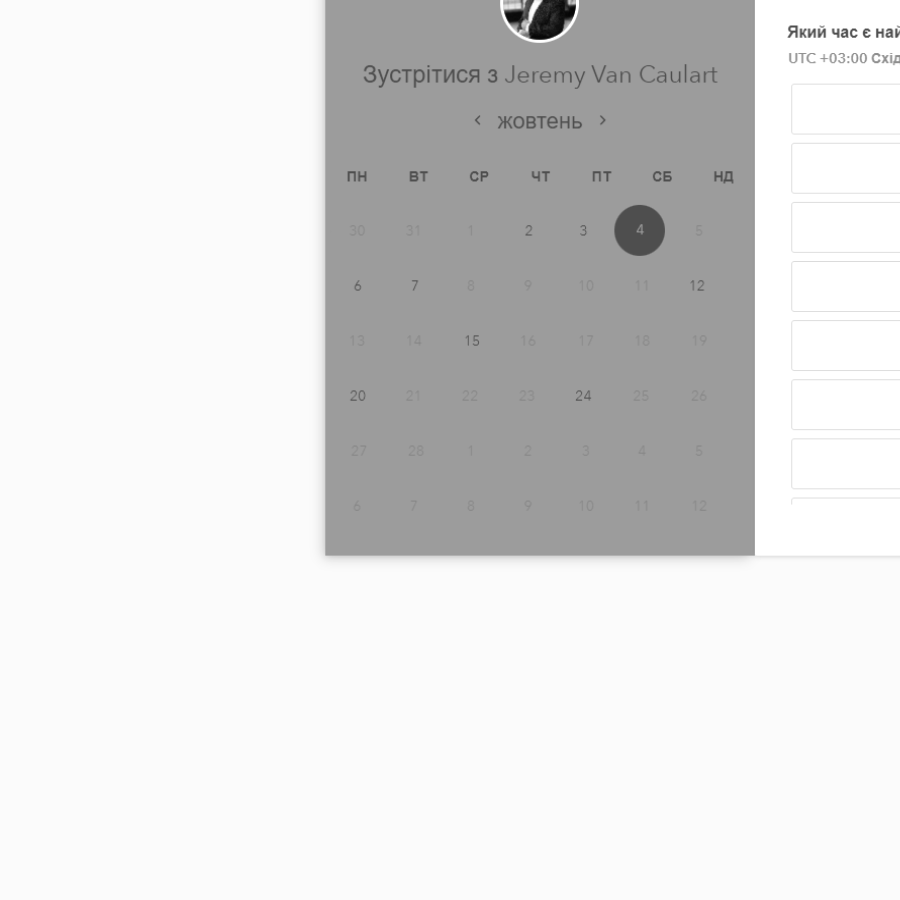 Зустрітися з Jeremy Van Caulart
‹ жовтень ›
ПН ВТ СР ЧТ ПТ СБ НД
30 31 1 2 3 4 5
6 7 8 9 10 11 12
13 14 15 16 17 18 19
20 21 22 23 24 25 26
27 28 1 2 3 4 5
6 7 8 9 10 11 12
Який час є най
UTC +03:00 Схід